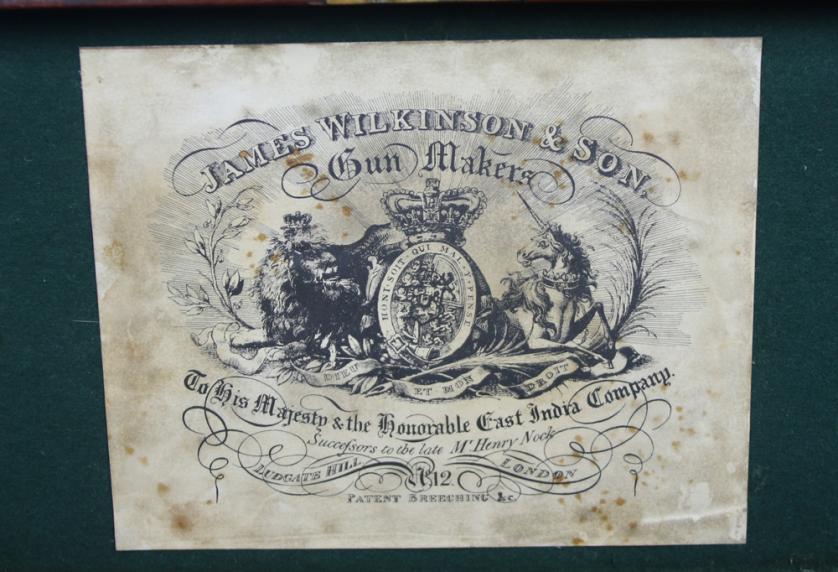 JAMES WILKINSON & SON.
Gun Makers
HONI·SOIT·QUI MAL·Y·PENSE
DIEU ET MON DROIT
To His Majesty & the Honorable East India Company.
Succeſsors to the late Mr Henry Nock
LUDGATE HILL No 12. LONDON
PATENT BREECHING &c.